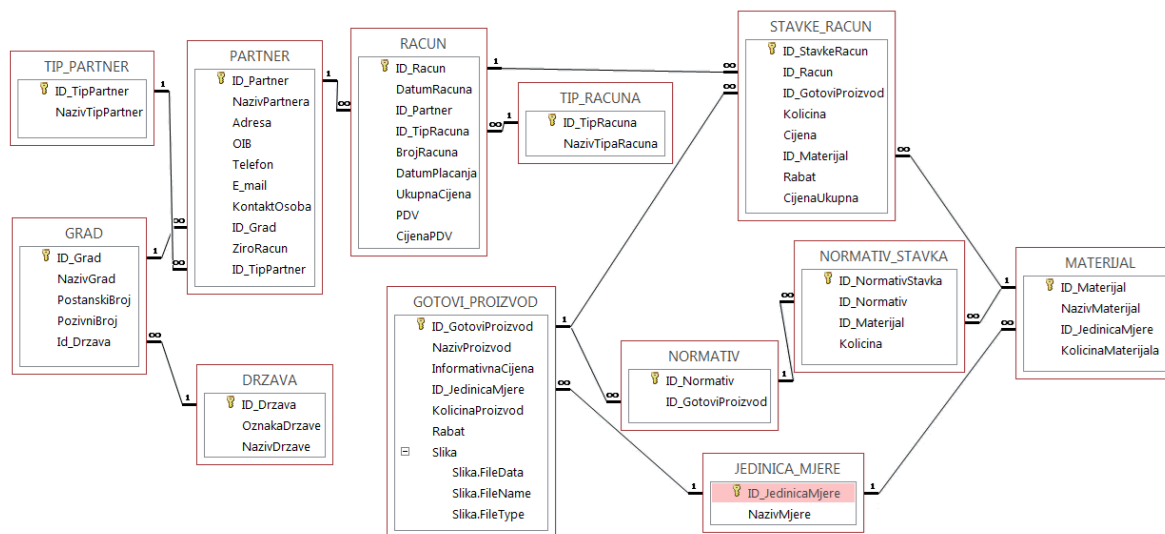 TIP_PARTNER
ID_TipPartner
NazivTipPartner
PARTNER
ID_Partner
NazivPartnera
Adresa
OIB
Telefon
E_mail
KontaktOsoba
ID_Grad
ZiroRacun
ID_TipPartner
RACUN
ID_Racun
DatumRacuna
ID_Partner
ID_TipRacuna
BrojRacuna
DatumPlacanja
UkupnaCijena
PDV
CijenaPDV
TIP_RACUNA
ID_TipRacuna
NazivTipaRacuna
STAVKE_RACUN
ID_StavkeRacun
ID_Racun
ID_GotoviProizvod
Kolicina
Cijena
ID_Materijal
Rabat
CijenaUkupna
GRAD
ID_Grad
NazivGrad
PostanskiBroj
PozivniBroj
Id_Drzava
DRZAVA
ID_Drzava
OznakaDrzave
NazivDrzave
GOTOVI_PROIZVOD
ID_GotoviProizvod
NazivProizvod
InformativnaCijena
ID_JedinicaMjere
KolicinaProizvod
Rabat
Slika
Slika.FileData
Slika.FileName
Slika.FileType
NORMATIV
ID_Normativ
ID_GotoviProizvod
NORMATIV_STAVKA
ID_NormativStavka
ID_Normativ
ID_Materijal
Kolicina
MATERIJAL
ID_Materijal
NazivMaterijal
ID_JedinicaMjere
KolicinaMaterijala
JEDINICA_MJERE
ID_JedinicaMjere
NazivMjere
1
∞
1
∞
1
∞
1
∞
1
∞
1
∞
1
∞
1
∞
1
∞
1
∞
1
∞
1
∞
1
∞